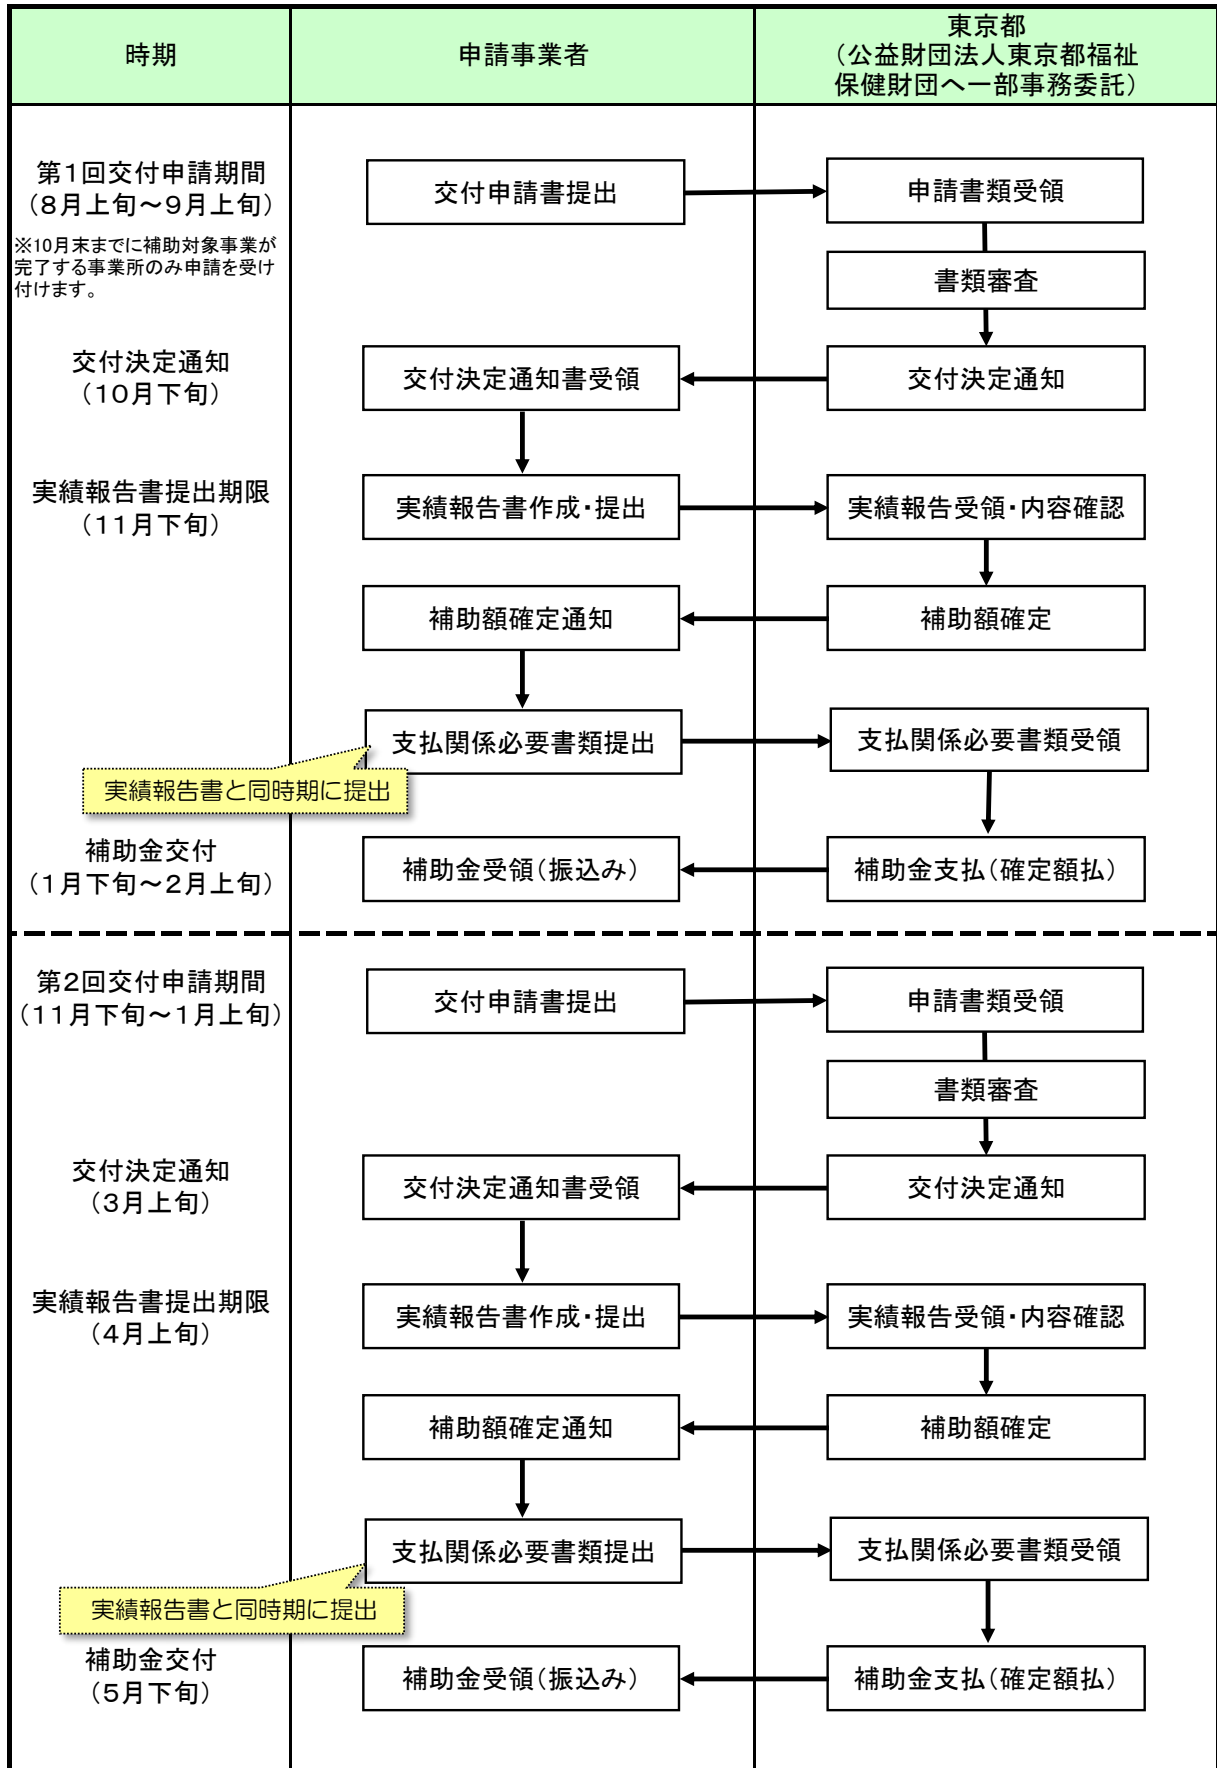 時期
申請事業者
東京都
（公益財団法人東京都福祉
保健財団へ一部事務委託）
第１回交付申請期間
（８月上旬～９月上旬）
※10月末までに補助対象事業が
完了する事業所のみ申請を受け
付けます。
交付申請書提出
申請書類受領
書類審査
交付決定通知
（１０月下旬）
交付決定通知書受領
交付決定通知
実績報告書提出期限
（１１月下旬）
実績報告書作成・提出
実績報告受領・内容確認
補助額確定通知
補助額確定
支払関係必要書類提出
支払関係必要書類受領
実績報告書と同時期に提出
補助金交付
（１月下旬～２月上旬）
補助金受領（振込み）
補助金支払（確定額払）
第２回交付申請期間
（１１月下旬～１月上旬）
交付申請書提出
申請書類受領
書類審査
交付決定通知
（３月上旬）
交付決定通知書受領
交付決定通知
実績報告書提出期限
（４月上旬）
実績報告書作成・提出
実績報告受領・内容確認
補助額確定通知
補助額確定
支払関係必要書類提出
支払関係必要書類受領
実績報告書と同時期に提出
補助金交付
（５月下旬）
補助金受領（振込み）
補助金支払（確定額払）